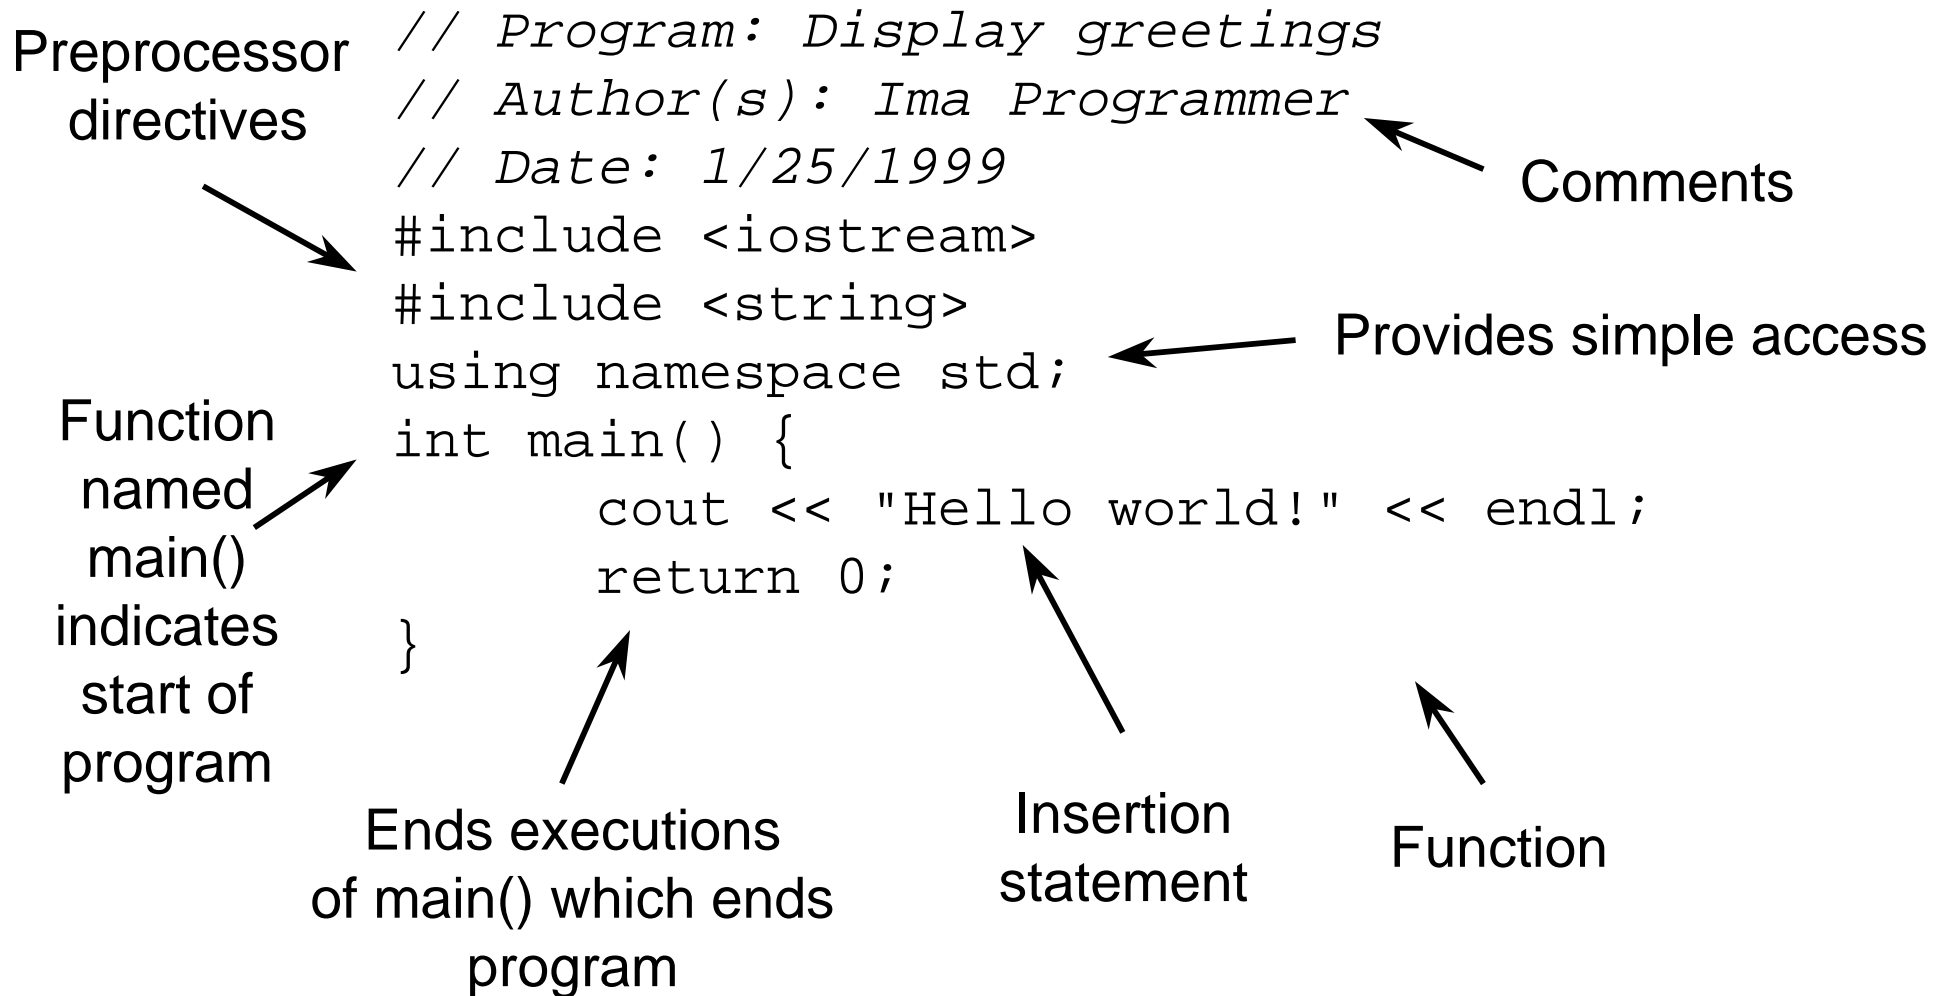 Preprocessor
directives
// Program: Display greetings
// Author(s): Ima Programmer
// Date: 1/25/1999
#include <iostream>
#include <string>
using namespace std;
int main() {
cout << "Hello world!" << endl;
return 0;
}
Comments
Provides simple access
Function
named
main()
indicates
start of
program
Ends executions
of main() which ends
program
Insertion
statement
Function